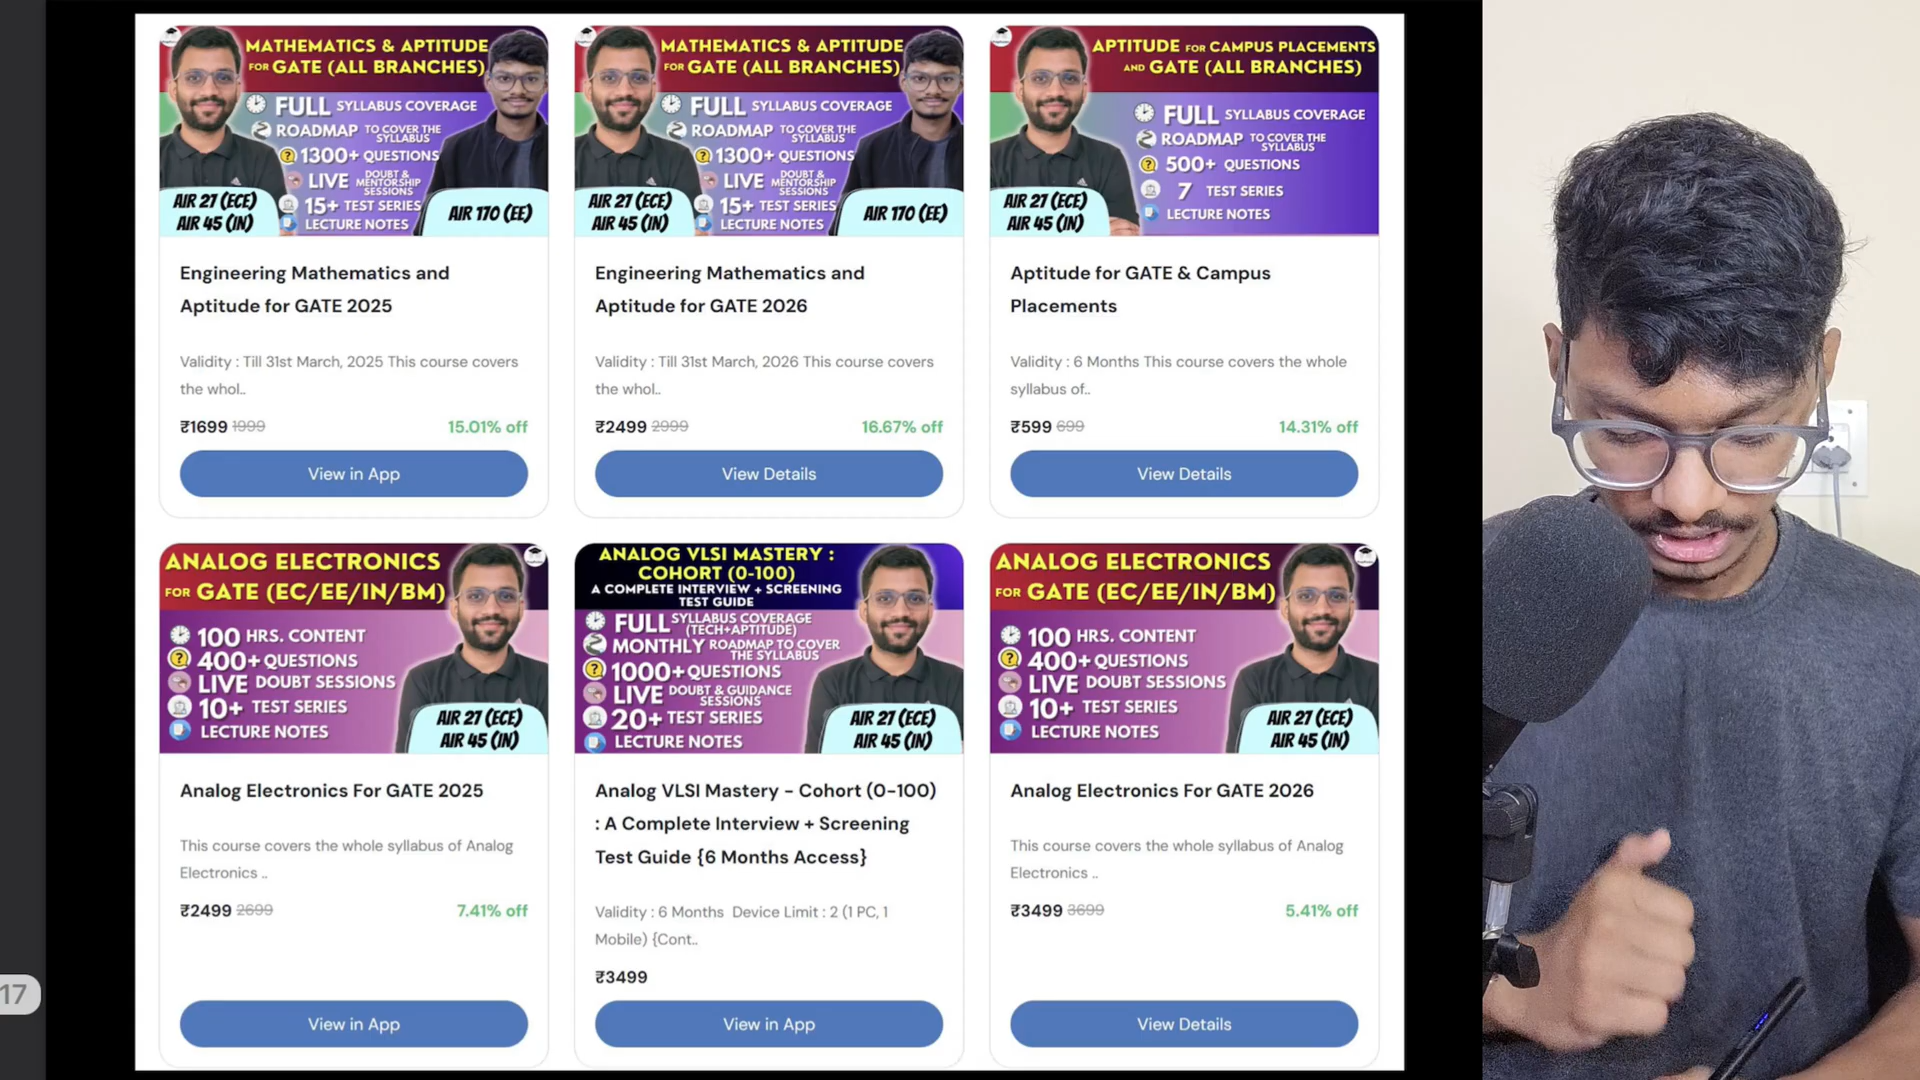 MATHEMATICS & APTITUDE
FOR GATE (ALL BRANCHES)
FULL SYLLABUS COVERAGE
ROADMAP TO COVER THE SYLLABUS
1300+ QUESTIONS
LIVE DOUBT & MENTORSHIP SESSIONS
15+ TEST SERIES
LECTURE NOTES
AIR 27 (ECE)
AIR 45 (IN)
AIR 170 (EE)
Engineering Mathematics and
Aptitude for GATE 2025
Validity : Till 31st March, 2025 This course covers
the whol..
₹1699 1999 15.01% off
View in App
MATHEMATICS & APTITUDE
FOR GATE (ALL BRANCHES)
FULL SYLLABUS COVERAGE
ROADMAP TO COVER THE SYLLABUS
1300+ QUESTIONS
LIVE DOUBT & MENTORSHIP SESSIONS
15+ TEST SERIES
LECTURE NOTES
AIR 27 (ECE)
AIR 45 (IN)
AIR 170 (EE)
Engineering Mathematics and
Aptitude for GATE 2026
Validity : Till 31st March, 2026 This course covers
the whol..
₹2499 2999 16.67% off
View Details
APTITUDE FOR CAMPUS PLACEMENTS
AND GATE (ALL BRANCHES)
FULL SYLLABUS COVERAGE
ROADMAP TO COVER THE SYLLABUS
500+ QUESTIONS
7 TEST SERIES
LECTURE NOTES
AIR 27 (ECE)
AIR 45 (IN)
Aptitude for GATE & Campus
Placements
Validity : 6 Months This course covers the whole
syllabus of..
₹599 699 14.31% off
View Details
ANALOG ELECTRONICS
FOR GATE (EC/EE/IN/BM)
100 HRS. CONTENT
400+ QUESTIONS
LIVE DOUBT SESSIONS
10+ TEST SERIES
LECTURE NOTES
AIR 27 (ECE)
AIR 45 (IN)
Analog Electronics For GATE 2025
This course covers the whole syllabus of Analog
Electronics ..
₹2499 2699 7.41% off
View in App
ANALOG VLSI MASTERY :
COHORT (0-100)
A COMPLETE INTERVIEW + SCREENING
TEST GUIDE
FULL SYLLABUS COVERAGE (TECH+APTITUDE)
MONTHLY ROADMAP TO COVER THE SYLLABUS
1000+ QUESTIONS
LIVE DOUBT & GUIDANCE SESSIONS
20+ TEST SERIES
LECTURE NOTES
AIR 27 (ECE)
AIR 45 (IN)
Analog VLSI Mastery - Cohort (0-100)
: A Complete Interview + Screening
Test Guide {6 Months Access}
Validity : 6 Months Device Limit : 2 (1 PC, 1
Mobile) {Cont..
₹3499
View in App
ANALOG ELECTRONICS
FOR GATE (EC/EE/IN/BM)
100 HRS. CONTENT
400+ QUESTIONS
LIVE DOUBT SESSIONS
10+ TEST SERIES
LECTURE NOTES
AIR 27 (ECE)
AIR 45 (IN)
Analog Electronics For GATE 2026
This course covers the whole syllabus of Analog
Electronics ..
₹3499 3699 5.41% off
View Details
17